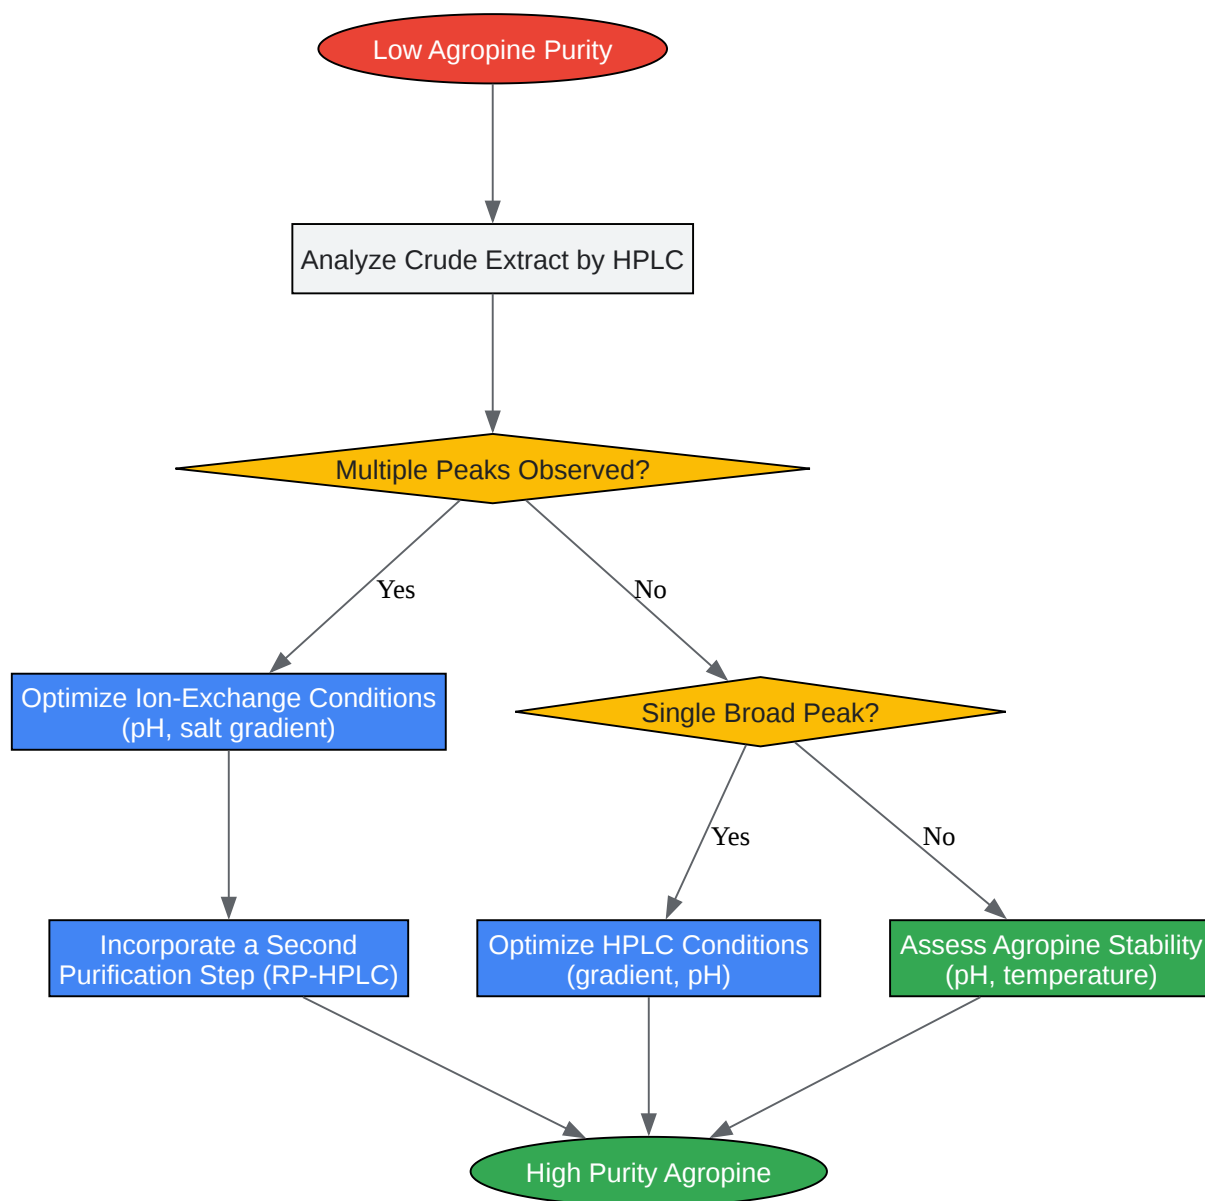 Low Agropine Purity
Analyze Crude Extract by HPLC
Multiple Peaks Observed?
Yes
No
Optimize Ion-Exchange Conditions
(pH, salt gradient)
Single Broad Peak?
Yes
No
Incorporate a Second
Purification Step (RP-HPLC)
Optimize HPLC Conditions
(gradient, pH)
Assess Agropine Stability
(pH, temperature)
High Purity Agropine